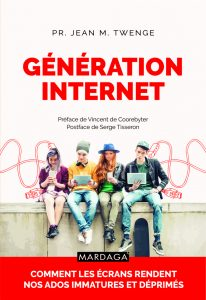 PR. JEAN M. TWENGE
GÉNÉRATION
INTERNET
Préface de Vincent de Coorebyter
Postface de Serge Tisseron
MARDAGA
COMMENT LES ÉCRANS RENDENT
NOS ADOS IMMATURES ET DÉPRIMÉS